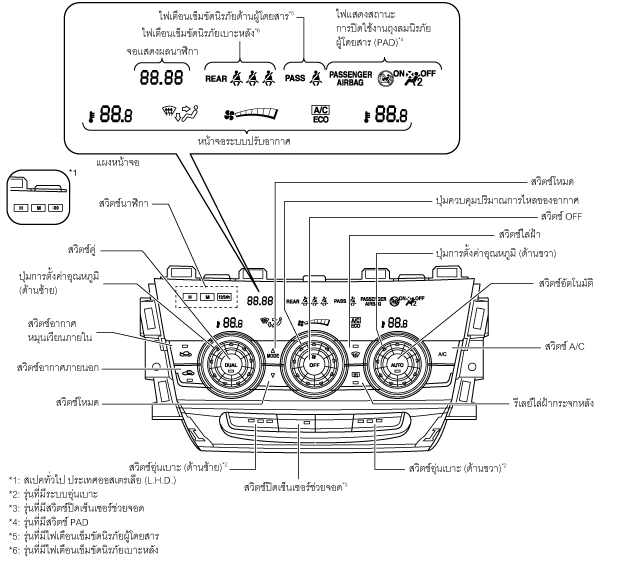 ไฟเตือนเข็มขัดนิรภัยด้านผู้โดยสาร*5
ไฟเตือนเข็มขัดนิรภัยเบาะหลัง*6
จอแสดงผลนาฬิกา
ไฟแสดงสถานะ
การปิดใช้งานถุงลมนิรภัย
ผู้โดยสาร (PAD)*4
88.88 REAR PASS PASSENGER AIRBAG ON OFF
88.8 A/C ECO 88.8
หน้าจอระบบปรับอากาศ
แผงหน้าจอ
*1
H M :00
สวิตช์นาฬิกา
สวิตช์คู่
ปุ่มการตั้งค่าอุณหภูมิ
(ด้านซ้าย)
สวิตช์อากาศ
หมุนเวียนภายใน
สวิตช์อากาศภายนอก
สวิตช์โหมด
สวิตช์โหมด
ปุ่มควบคุมปริมาณการไหลของอากาศ
สวิตช์ OFF
สวิตช์ไล่ฝ้า
ปุ่มการตั้งค่าอุณหภูมิ (ด้านขวา)
สวิตช์อัตโนมัติ
สวิตช์ A/C
รีเลย์ไล่ฝ้ากระจกหลัง
H M 12/24h 88.88 REAR PASS PASSENGER AIRBAG ON OFF
88.8 A/C ECO 88.8
DUAL MODE OFF AUTO A/C
สวิตช์อุ่นเบาะ (ด้านซ้าย)*2
สวิตช์ปิดเซ็นเซอร์ช่วยจอด*3
สวิตช์อุ่นเบาะ (ด้านขวา)*2
*1: สเปคทั่วไป ประเทศออสเตรเลีย (L.H.D.)
*2: รุ่นที่มีระบบอุ่นเบาะ
*3: รุ่นที่มีสวิตช์ปิดเซ็นเซอร์ช่วยจอด
*4: รุ่นที่มีสวิตช์ PAD
*5: รุ่นที่มีไฟเตือนเข็มขัดนิรภัยผู้โดยสาร
*6: รุ่นที่มีไฟเตือนเข็มขัดนิรภัยเบาะหลัง